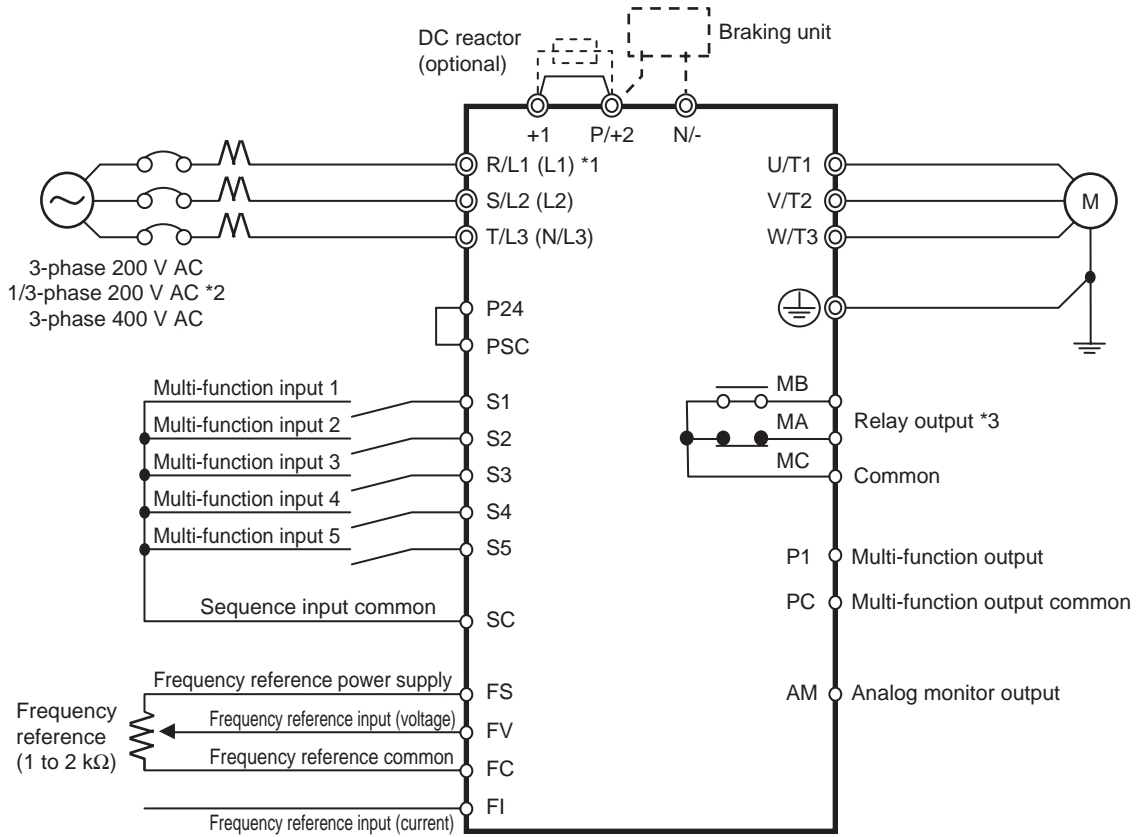 DC reactor
(optional)
Braking unit
+1
P/+2
N/-
R/L1 (L1) *1
S/L2 (L2)
T/L3 (N/L3)
U/T1
V/T2
W/T3
M
3-phase 200 V AC
1/3-phase 200 V AC *2
3-phase 400 V AC
P24
PSC
Multi-function input 1
S1
Multi-function input 2
S2
Multi-function input 3
S3
Multi-function input 4
S4
Multi-function input 5
S5
Sequence input common
SC
MB
MA
Relay output *3
MC
Common
P1
Multi-function output
PC
Multi-function output common
AM
Analog monitor output
Frequency reference power supply
FS
Frequency
reference
(1 to 2 kΩ)
Frequency reference input (voltage)
FV
Frequency reference common
FC
FI
Frequency reference input (current)